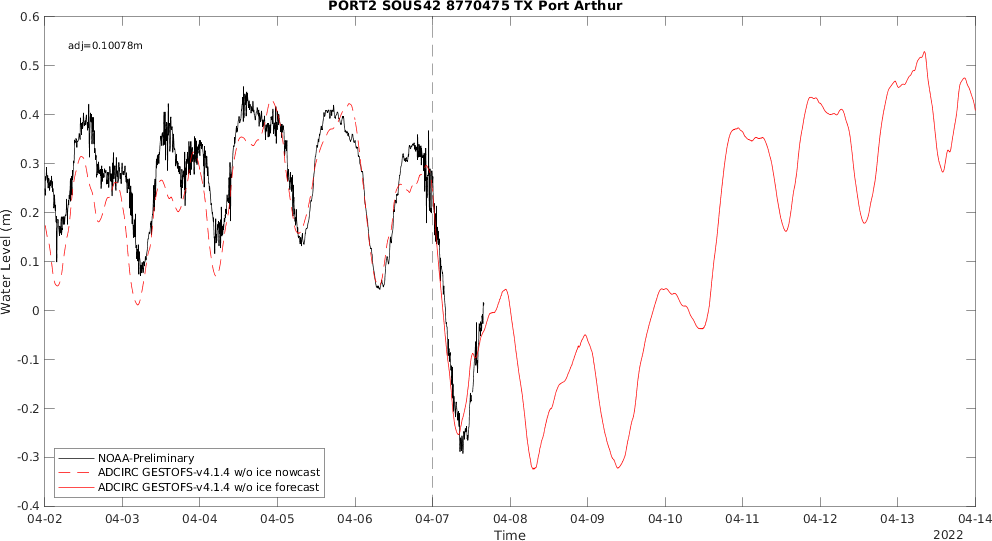 PORT2 SOUS42 8770475 TX Port Arthur
adj=0.10078m
0.6
0.5
0.4
0.3
0.2
0.1
0
-0.1
-0.2
-0.3
-0.4
Water Level (m)
NOAA-Preliminary
ADCIRC GESTOFS-v4.1.4 w/o ice nowcast
ADCIRC GESTOFS-v4.1.4 w/o ice forecast
04-02 04-03 04-04 04-05 04-06 04-07 04-08 04-09 04-10 04-11 04-12 04-13 04-14
Time
2022